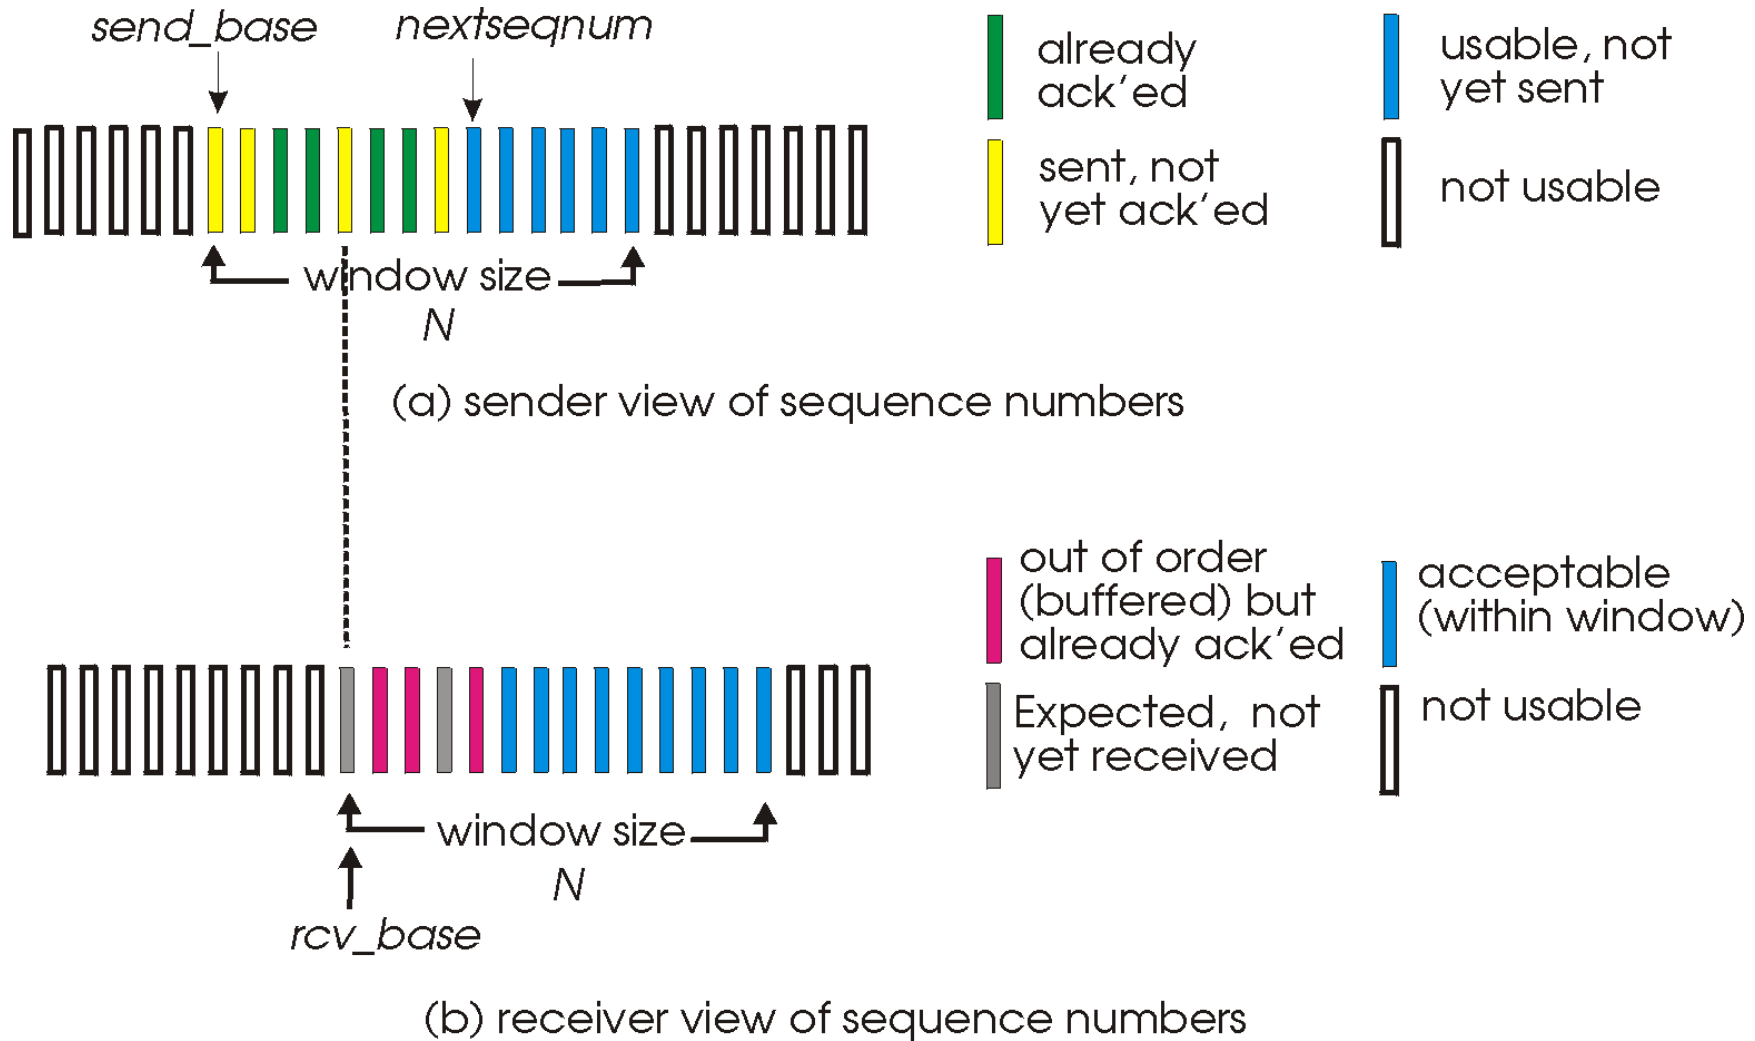 send_base
nextseqnum
already
ack'ed
usable, not
yet sent
sent, not
yet ack'ed
not usable
window size
N
(a) sender view of sequence numbers
out of order
(buffered) but
already ack'ed
acceptable
(within window)
Expected, not
yet received
not usable
window size
N
rcv_base
(b) receiver view of sequence numbers